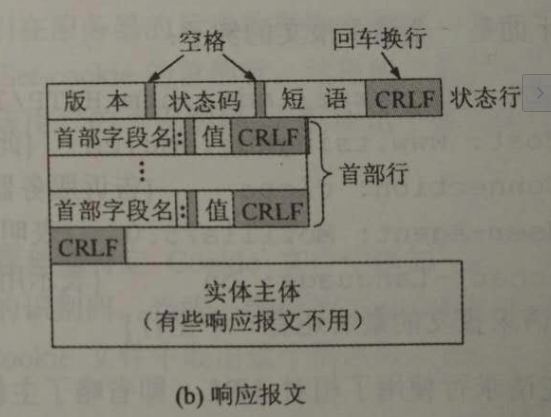 空格
回车换行
版 本 状态码 短 语 CRLF 状态行
首部字段名: 值 CRLF
⋮
首部行
首部字段名: 值 CRLF
CRLF
实体主体
(有些响应报文不用)
(b) 响应报文